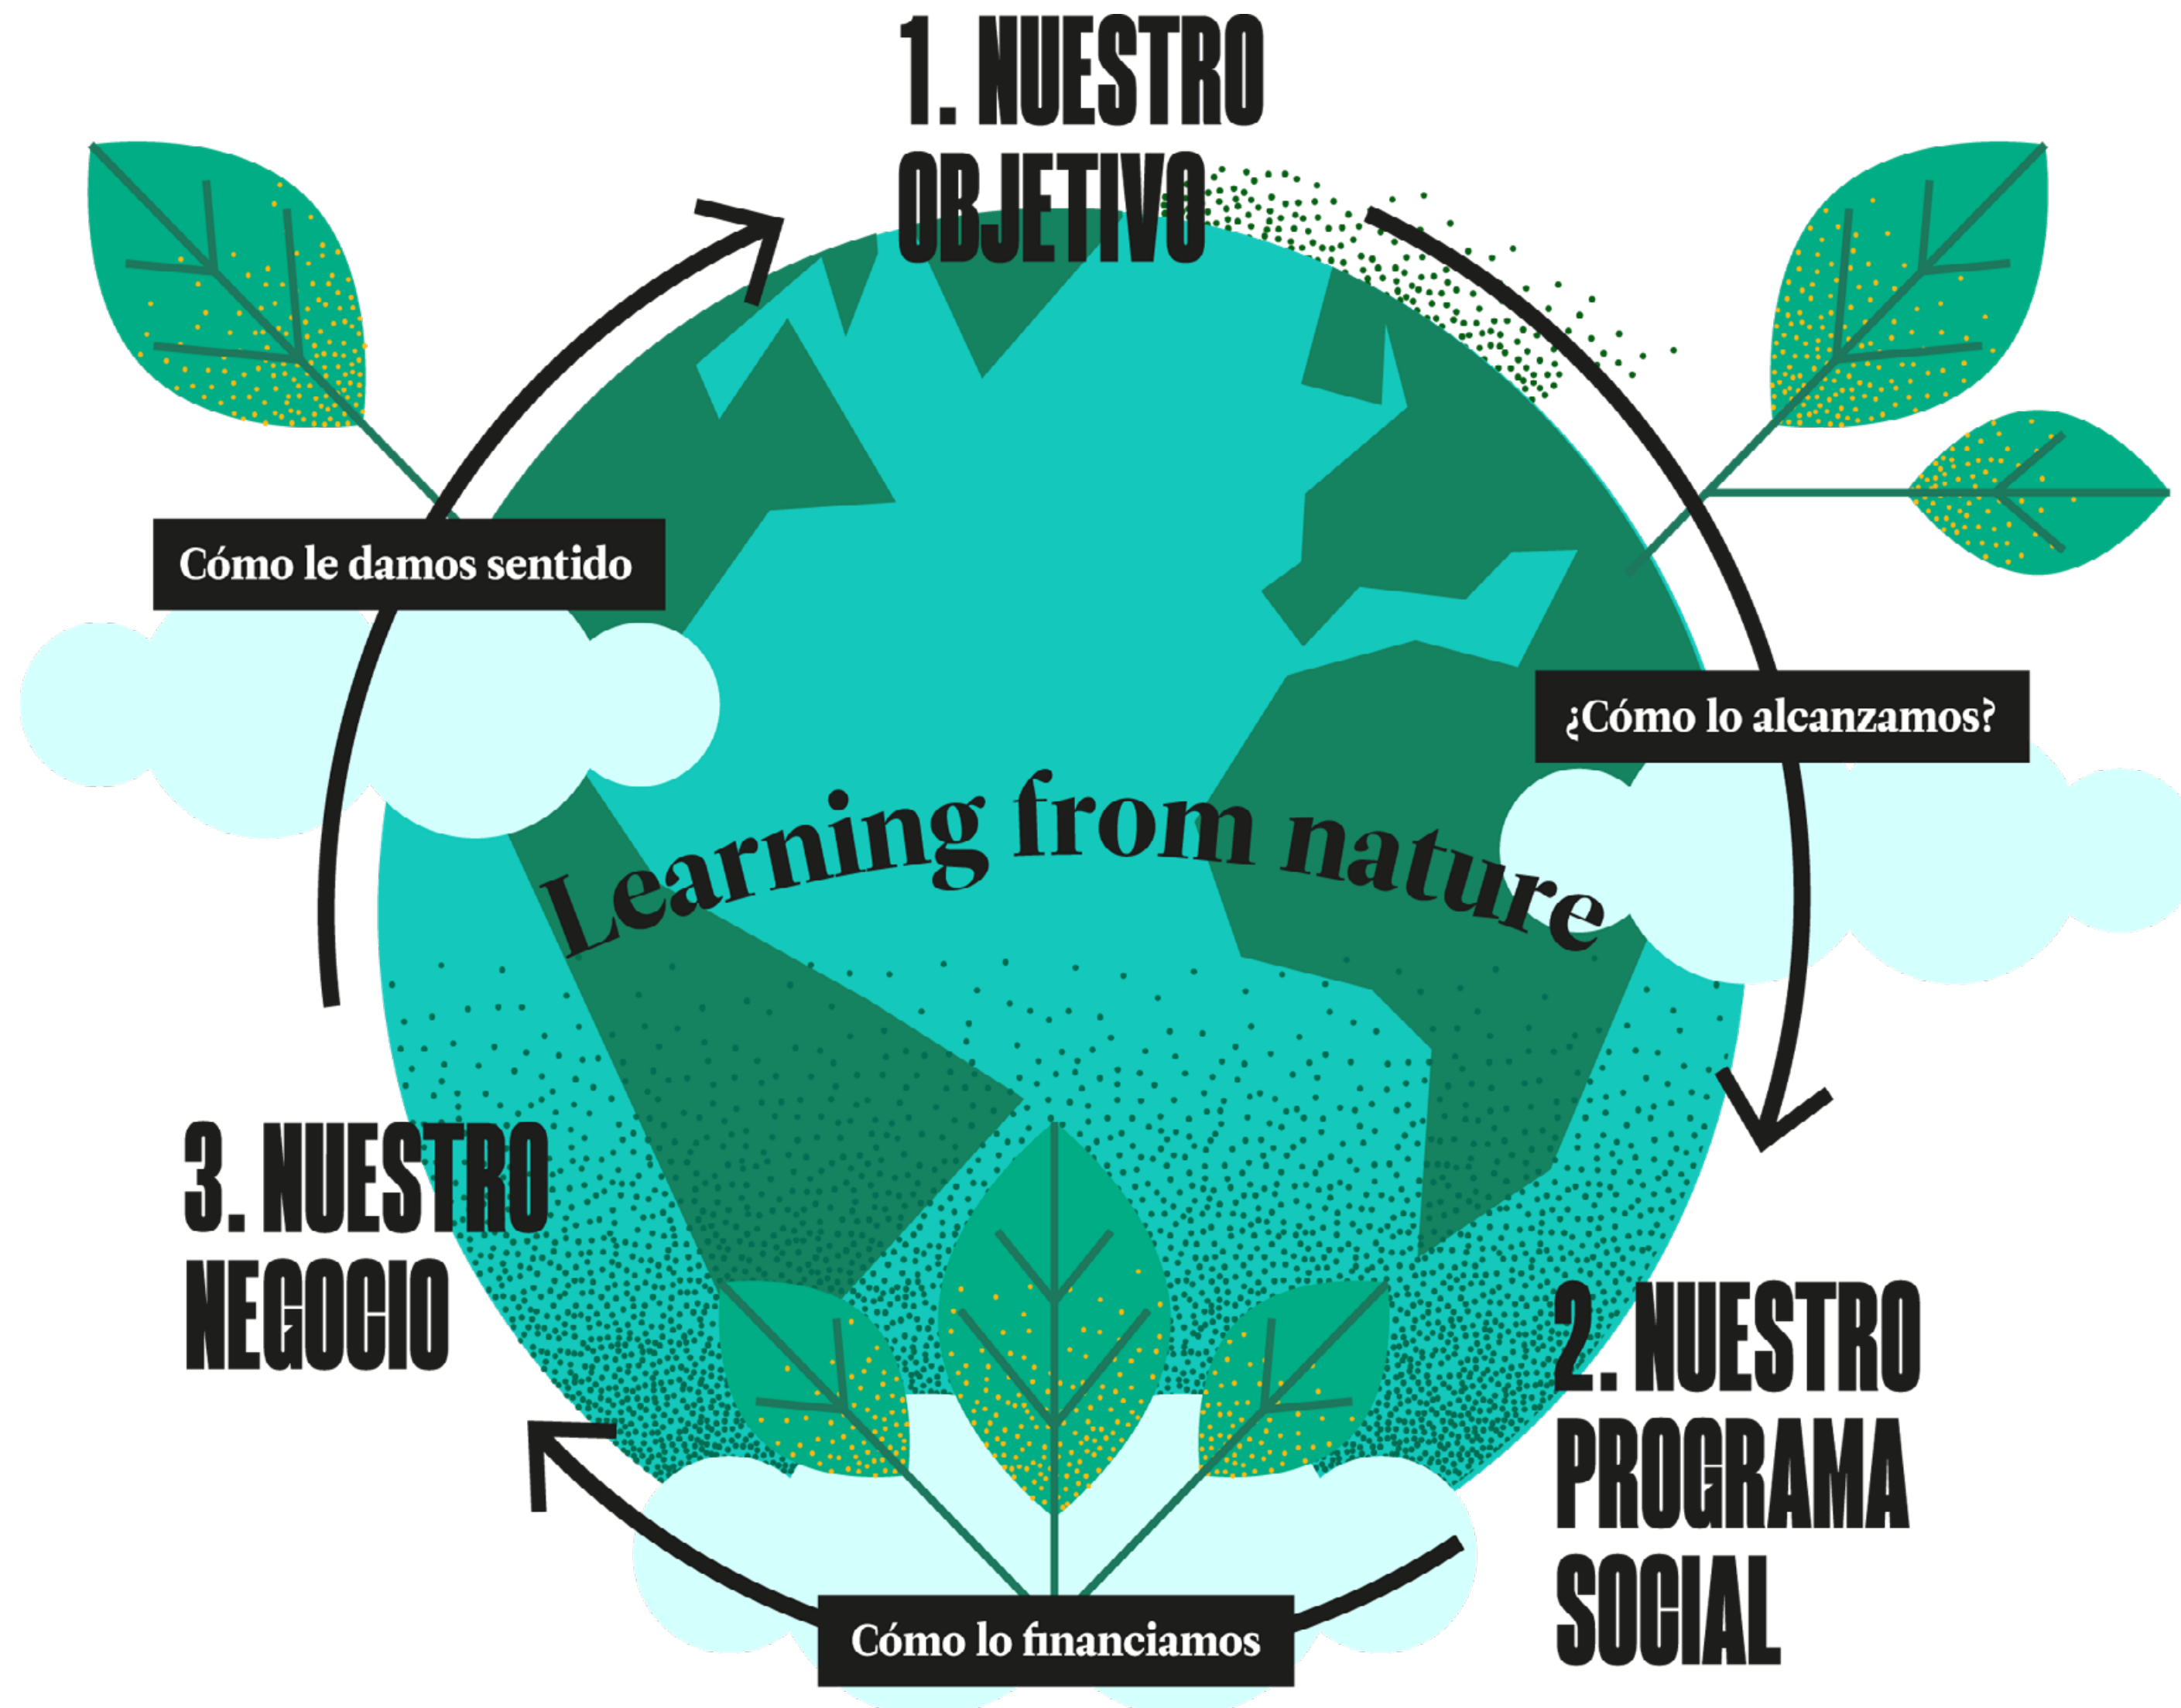 1. NUESTRO
OBJETIVO
Cómo le damos sentido
¿Cómo lo alcanzamos?
Learning from nature
3. NUESTRO
NEGOCIO
2. NUESTRO
PROGRAMA
SOCIAL
Cómo lo financiamos